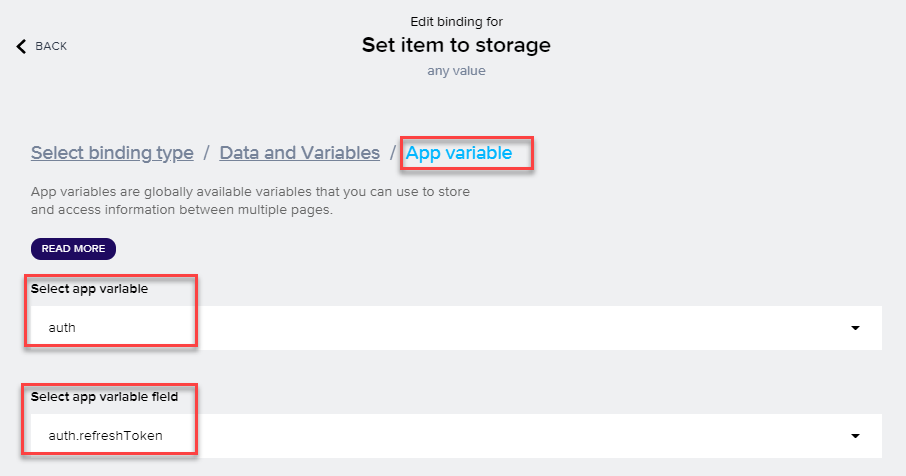 Edit binding for
BACK
Set item to storage
any value
Select binding type / Data and Variables / App variable
App variables are globally available variables that you can use to store
and access information between multiple pages.
READ MORE
Select app variable
auth
Select app variable field
auth.refreshToken